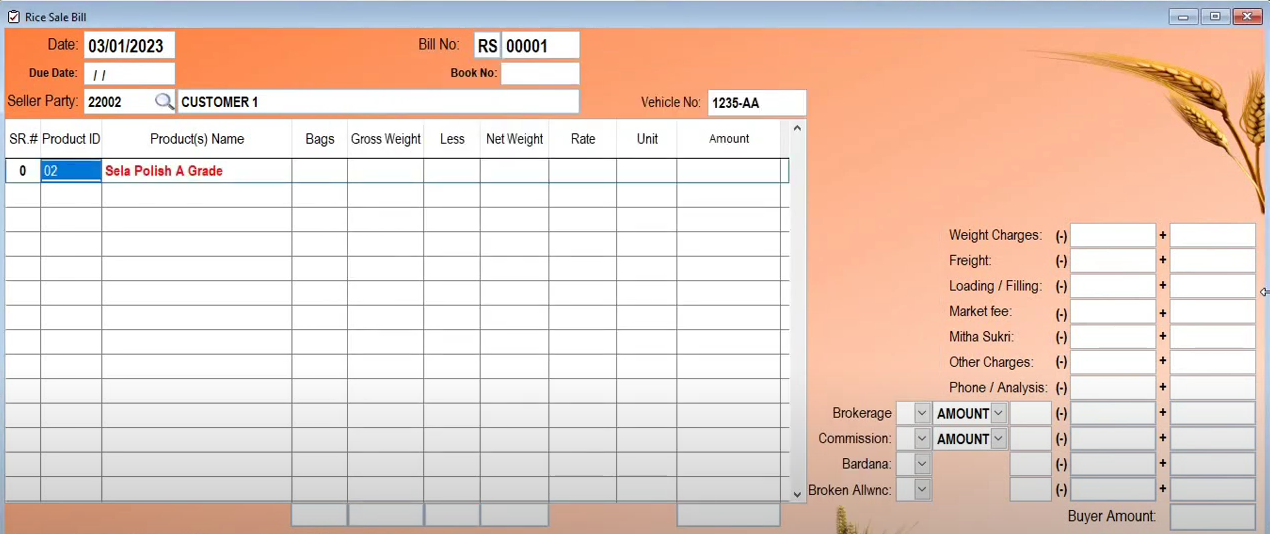 Rice Sale Bill
Date: 03/01/2023 Bill No: RS 00001
Due Date: / / Book No:
Seller Party: 22002 CUSTOMER 1 Vehicle No: 1235-AA
SR.# Product ID Product(s) Name Bags Gross Weight Less Net Weight Rate Unit Amount
0 02 Sela Polish A Grade
Weight Charges: (-) +
Freight: (-) +
Loading / Filling: (-) +
Market fee: (-) +
Mitha Sukri: (-) +
Other Charges: (-) +
Phone / Analysis: (-) +
Brokerage AMOUNT (-) +
Commission: AMOUNT (-) +
Bardana: (-) +
Broken Allwnc: (-) +
Buyer Amount: